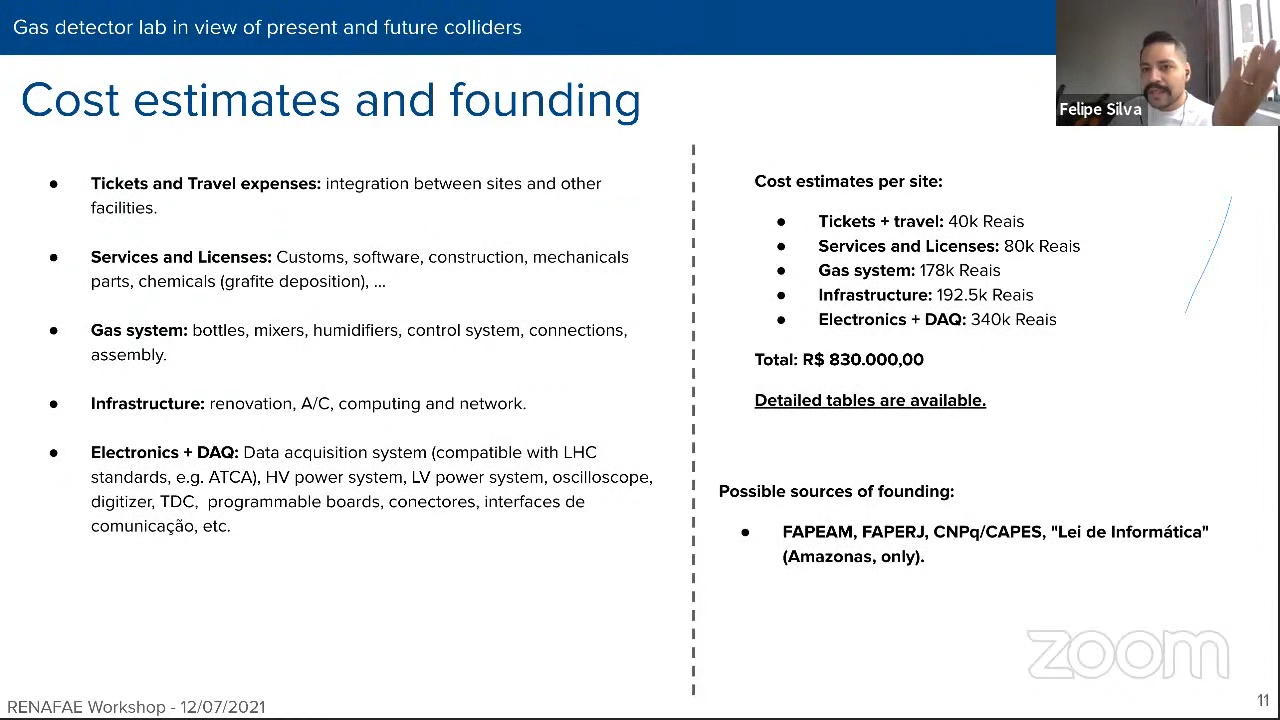 Gas detector lab in view of present and future colliders
Cost estimates and founding
Felipe Silva
● Tickets and Travel expenses: integration between sites and other
facilities.
● Services and Licenses: Customs, software, construction, mechanicals
parts, chemicals (grafite deposition), ...
● Gas system: bottles, mixers, humidifiers, control system, connections,
assembly.
● Infrastructure: renovation, A/C, computing and network.
● Electronics + DAQ: Data acquisition system (compatible with LHC
standards, e.g. ATCA), HV power system, LV power system, oscilloscope,
digitizer, TDC, programmable boards, conectores, interfaces de
comunicação, etc.
Cost estimates per site:
● Tickets + travel: 40k Reais
● Services and Licenses: 80k Reais
● Gas system: 178k Reais
● Infrastructure: 192.5k Reais
● Electronics + DAQ: 340k Reais
Total: R$ 830.000,00
Detailed tables are available.
Possible sources of founding:
● FAPEAM, FAPERJ, CNPq/CAPES, "Lei de Informática"
(Amazonas, only).
zoom
RENAFAE Workshop - 12/07/2021
11